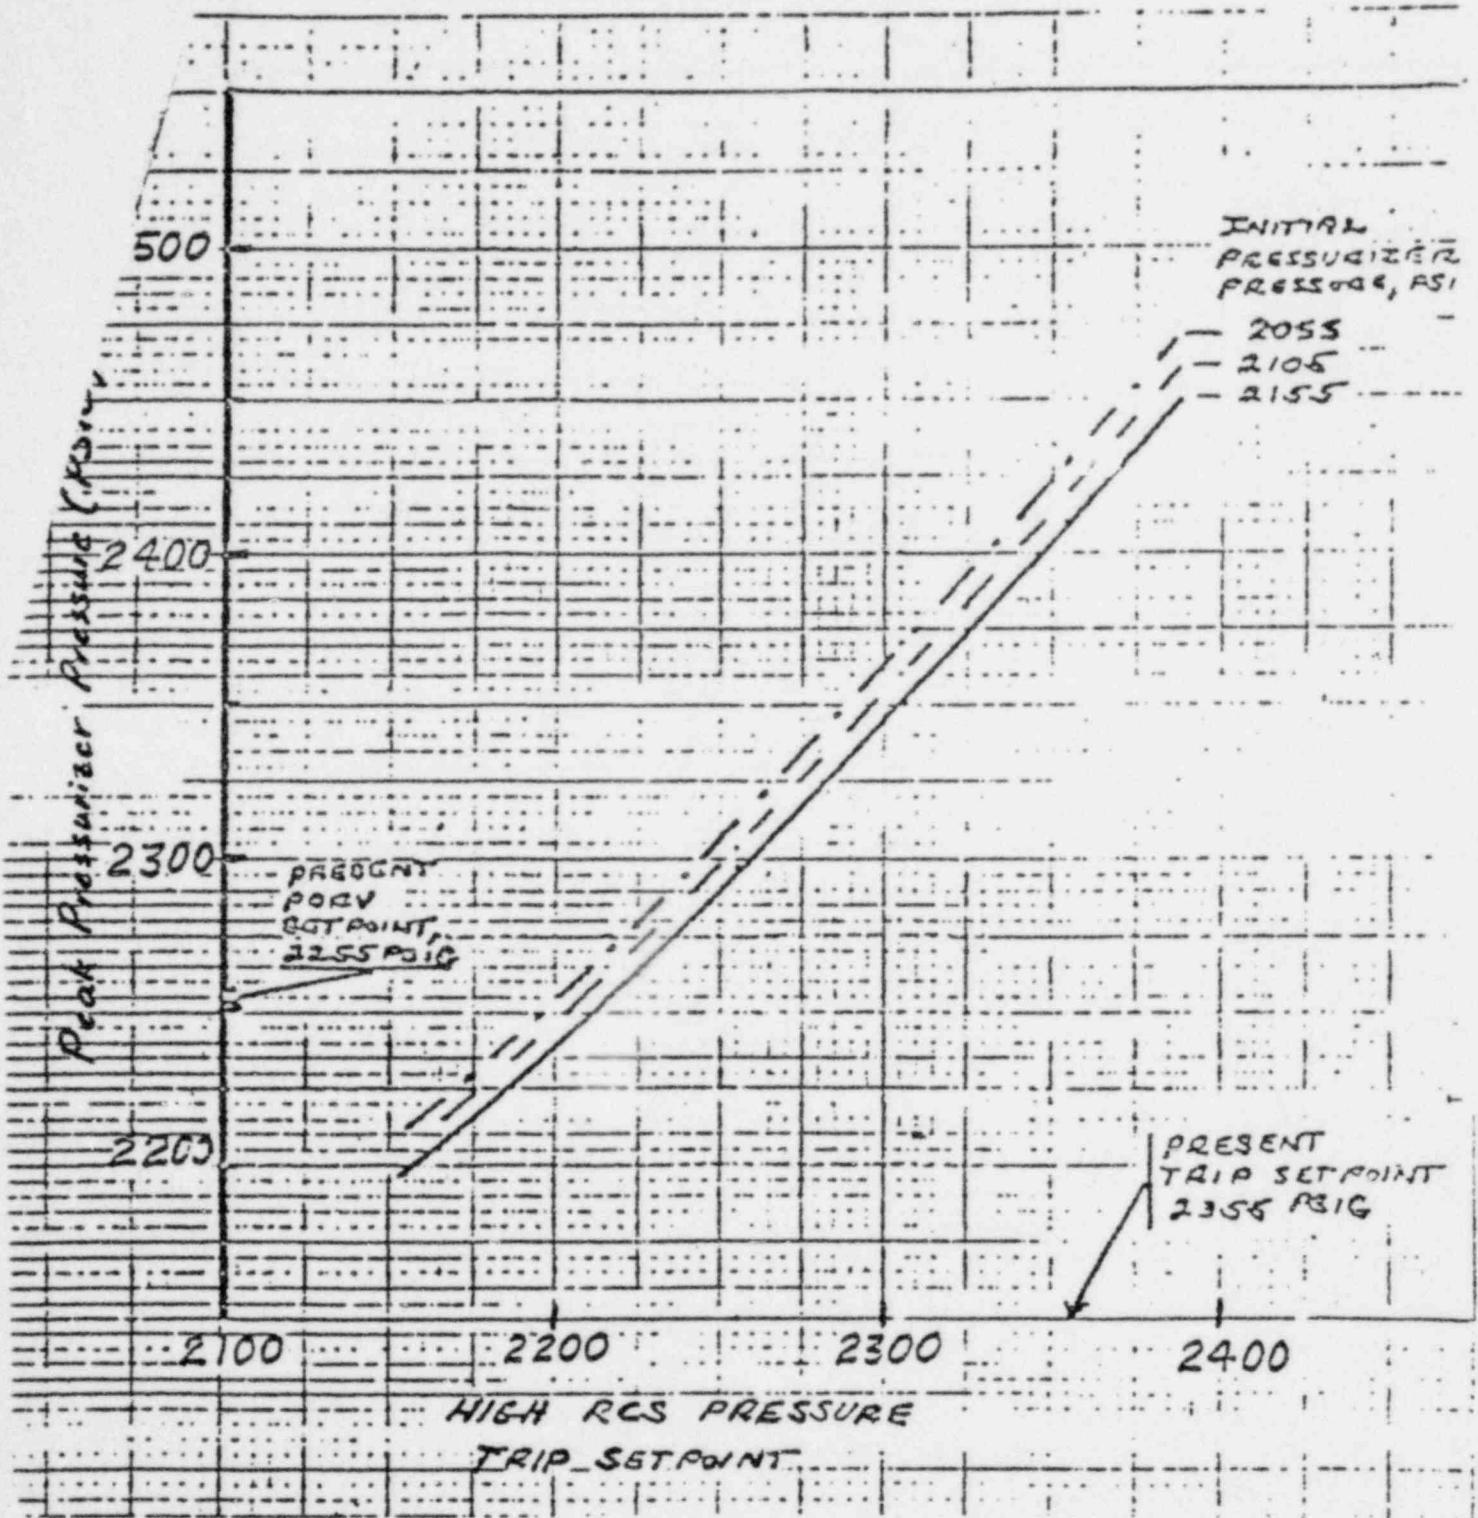 500
INITIAL
PRESSURIZER
PRESSURE, PSI
2055
2105
2155
Peak Pressurizer Pressure
2400
2300
PRESENT
PORV
SETPOINT,
2255 PSIG
2200
PRESENT
TRIP SETPOINT
2355 PSIG
2100 2200 2300 2400
HIGH RCS PRESSURE
TRIP SETPOINT